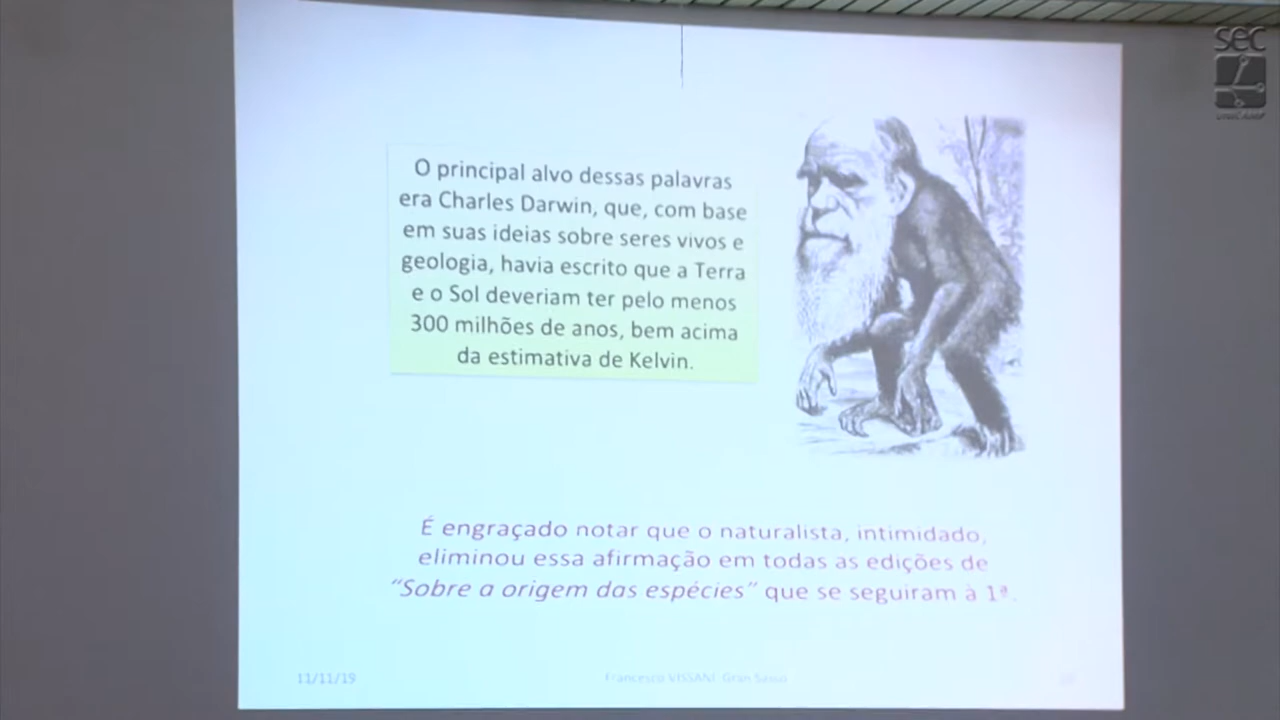 sec
UNICAMP
O principal alvo dessas palavras
era Charles Darwin, que, com base
em suas ideias sobre seres vivos e
geologia, havia escrito que a Terra
e o Sol deveriam ter pelo menos
300 milhões de anos, bem acima
da estimativa de Kelvin.
É engraçado notar que o naturalista, intimidado,
eliminou essa afirmação em todas as edições de
“Sobre a origem das espécies” que se seguiram à 1ª.
11/11/19
Francesco VISSANI, Gran Sasso